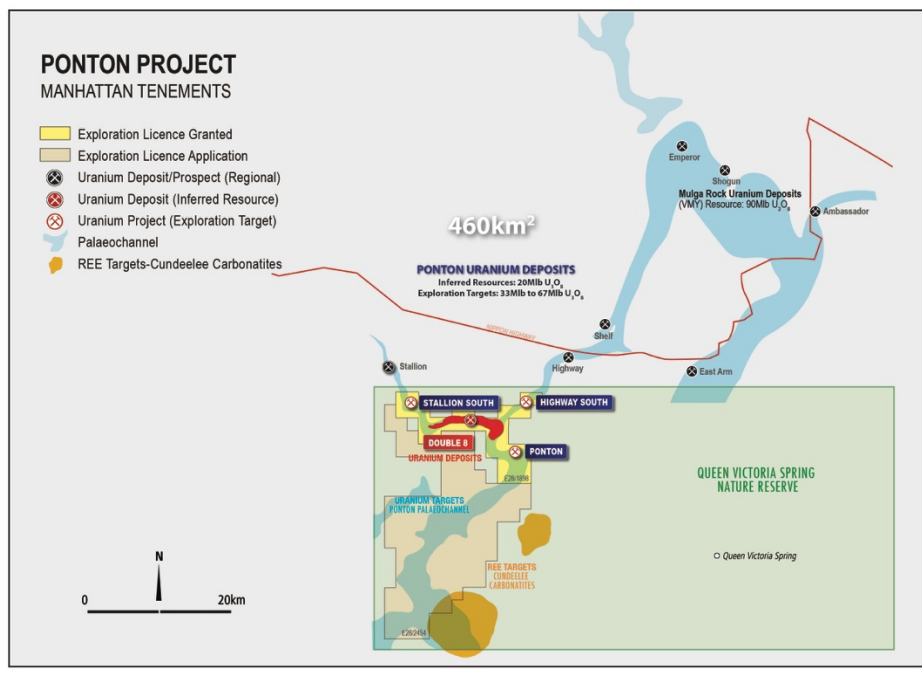 PONTON PROJECT
MANHATTAN TENEMENTS
Exploration Licence Granted
Exploration Licence Application
Uranium Deposit/Prospect (Regional)
Uranium Deposit (Inferred Resource)
Uranium Project (Exploration Target)
Palaeochannel
REE Targets-Cundeelee Carbonatites
460km²
PONTON URANIUM DEPOSITS
Inferred Resources: 20Mlb U₃O₈
Exploration Targets: 33Mlb to 67Mlb U₃O₈
Emperor
Shogun
Mulga Rock Uranium Deposits
(VMY) Resource: 90Mlb U₃O₈
Ambassador
NIPPON HIGHWAY
Shelf
Highway
East Arm
Stallion
STALLION SOUTH
HIGHWAY SOUTH
DOUBLE 8
URANIUM DEPOSITS
PONTON
E28/1898
URANIUM TARGETS
PONTON PALAEOCHANNEL
QUEEN VICTORIA SPRING
NATURE RESERVE
Queen Victoria Spring
REE TARGETS
CUNDEELEE
CARBONATITES
E28/2454
N
0 20km